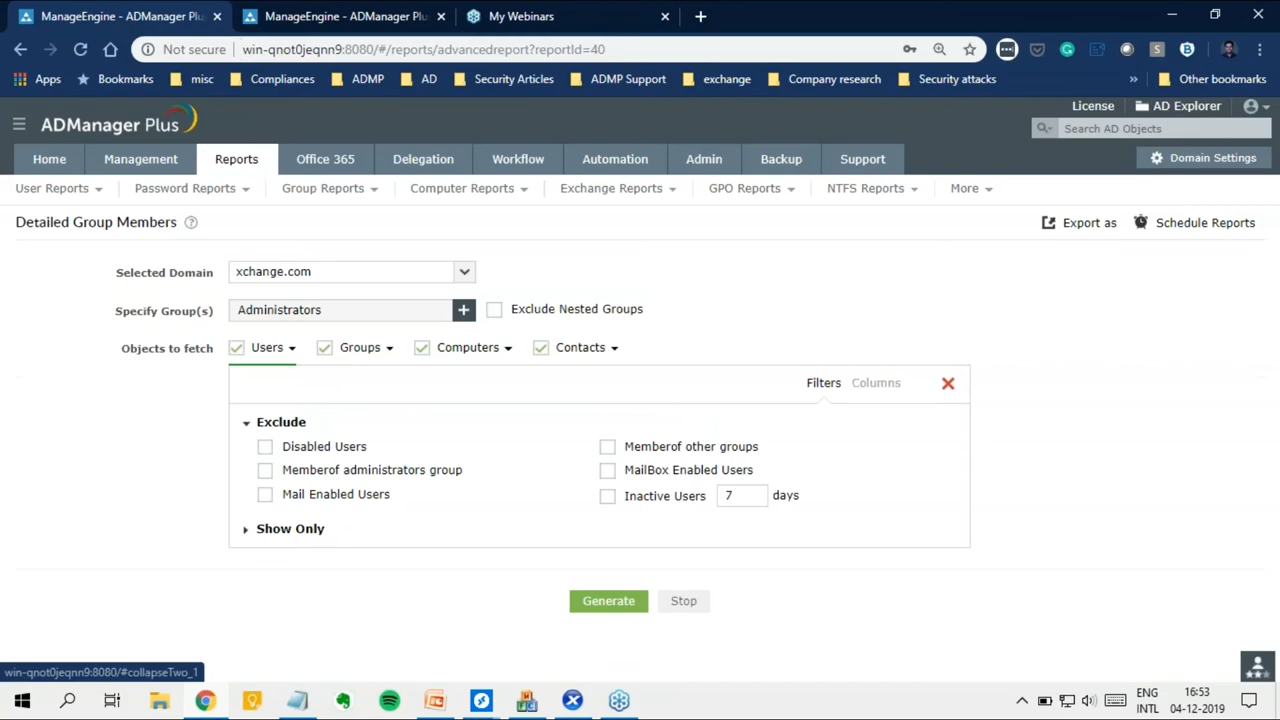 ManageEngine - ADManager Plu
ManageEngine - ADManager Plu
My Webinars
Not secure
win-qnot0jeqnn9:8080/#/reports/advancedreport?reportId=40
Apps
Bookmarks
misc
Compliances
ADMP
AD
Security Articles
ADMP Support
exchange
Company research
Security attacks
»
Other bookmarks
License
AD Explorer
ADManager Plus
Search AD Objects
Home
Management
Reports
Office 365
Delegation
Workflow
Automation
Admin
Backup
Support
Domain Settings
User Reports
Password Reports
Group Reports
Computer Reports
Exchange Reports
GPO Reports
NTFS Reports
More
Detailed Group Members ?
Export as
Schedule Reports
Selected Domain
xchange.com
Specify Group(s)
Administrators
Exclude Nested Groups
Objects to fetch
Users
Groups
Computers
Contacts
Filters
Columns
Exclude
Disabled Users
Memberof other groups
Memberof administrators group
MailBox Enabled Users
Mail Enabled Users
Inactive Users 7 days
Show Only
Generate
Stop
win-qnot0jeqnn9:8080/#collapseTwo_1
ENG
INTL
16:53
04-12-2019